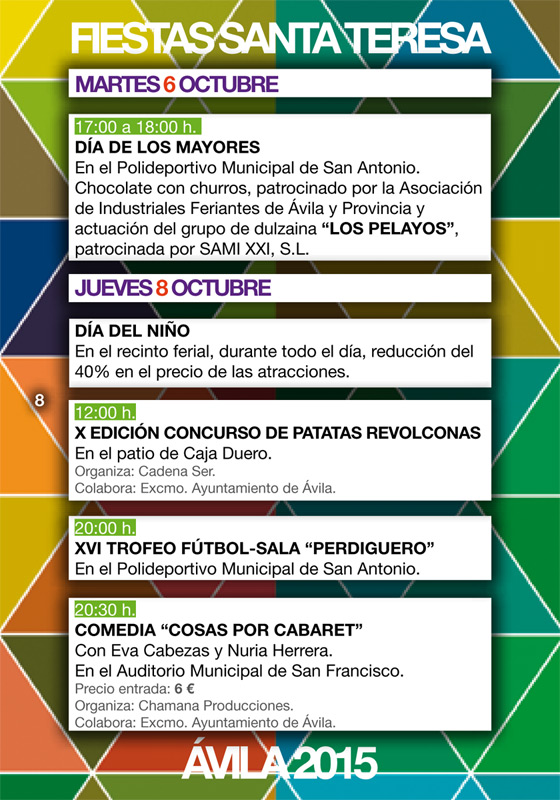 FIESTAS SANTA TERESA
MARTES 6 OCTUBRE
17:00 a 18:00 h.
DÍA DE LOS MAYORES
En el Polideportivo Municipal de San Antonio.
Chocolate con churros, patrocinado por la Asociación
de Industriales Feriantes de Ávila y Provincia y
actuación del grupo de dulzaina “LOS PELAYOS”,
patrocinada por SAMI XXI, S.L.
JUEVES 8 OCTUBRE
DÍA DEL NIÑO
En el recinto ferial, durante todo el día, reducción del
40% en el precio de las atracciones.
8
12:00 h.
X EDICIÓN CONCURSO DE PATATAS REVOLCONAS
En el patio de Caja Duero.
Organiza: Cadena Ser.
Colabora: Excmo. Ayuntamiento de Ávila.
20:00 h.
XVI TROFEO FÚTBOL-SALA “PERDIGUERO”
En el Polideportivo Municipal de San Antonio.
20:30 h.
COMEDIA “COSAS POR CABARET”
Con Eva Cabezas y Nuria Herrera.
En el Auditorio Municipal de San Francisco.
Precio entrada: 6 €
Organiza: Chamana Producciones.
Colabora: Excmo. Ayuntamiento de Ávila.
ÁVILA 2015